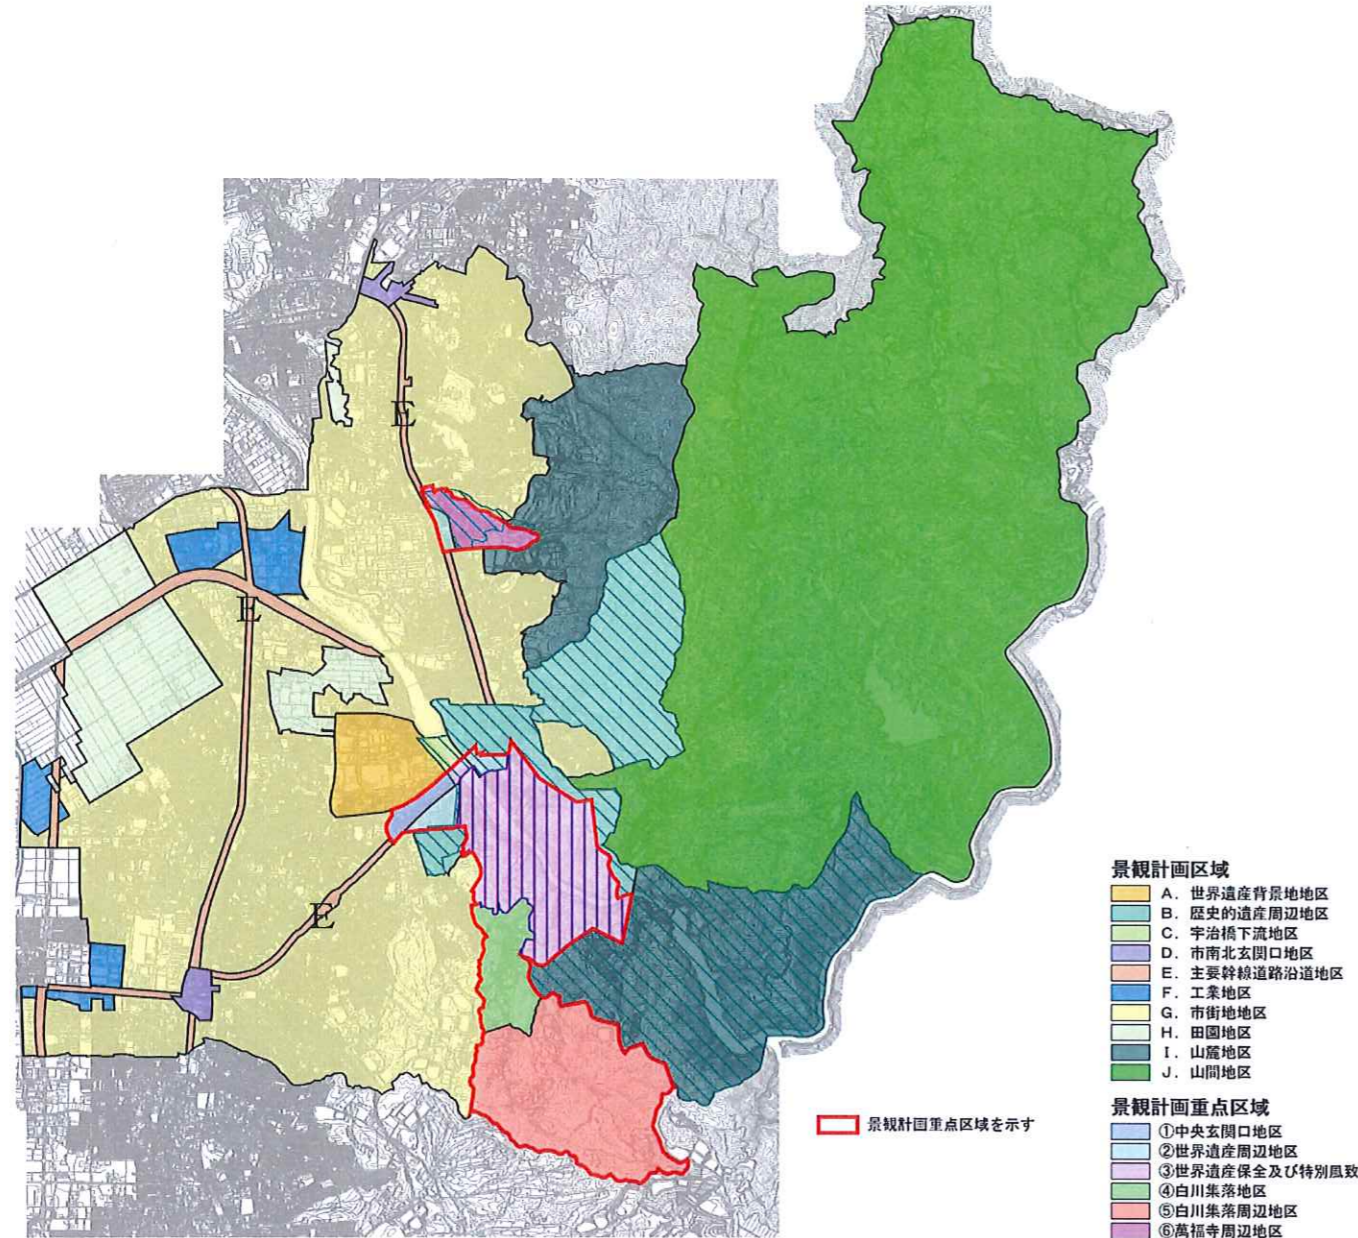 E
E
E
景観計画区域
A. 世界遺産背景地地区
B. 歴史的遺産周辺地区
C. 宇治橋下流地区
D. 市南北玄関口地区
E. 主要幹線道路沿道地区
F. 工業地区
G. 市街地地区
H. 田園地区
I. 山麓地区
J. 山間地区
景観計画重点区域
景観計画重点区域を示す
①中央玄関口地区
②世界遺産周辺地区
③世界遺産保全及び特別風致
④白川集落地区
⑤白川集落周辺地区
⑥萬福寺周辺地区